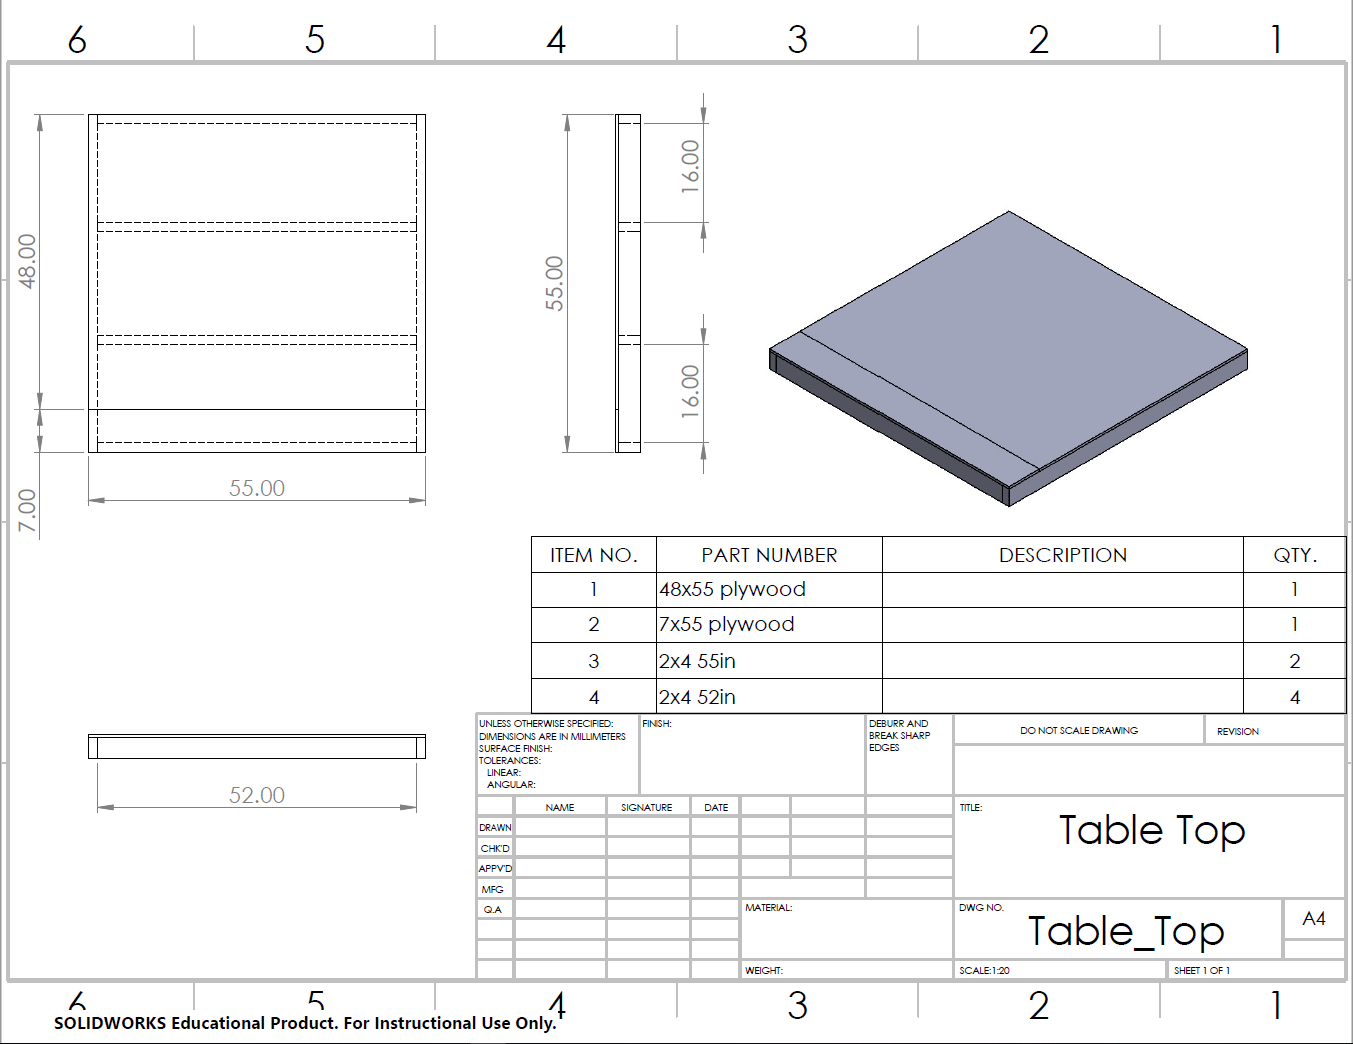 6 5 4 3 2 1
48.00
7.00
55.00
55.00
16.00
16.00
52.00
ITEM NO. PART NUMBER DESCRIPTION QTY.
1 48x55 plywood 1
2 7x55 plywood 1
3 2x4 55in 2
4 2x4 52in 4
UNLESS OTHERWISE SPECIFIED:
DIMENSIONS ARE IN MILLIMETERS
SURFACE FINISH:
TOLERANCES:
LINEAR:
ANGULAR:
FINISH:
DEBURR AND
BREAK SHARP
EDGES
DO NOT SCALE DRAWING
REVISION
NAME SIGNATURE DATE
DRAWN
CHK'D
APPV'D
MFG
Q.A
TITLE:
Table Top
MATERIAL:
DWG NO.
Table_Top
A4
WEIGHT:
SCALE:1:20
SHEET 1 OF 1
6 5 4 3 2 1
SOLIDWORKS Educational Product. For Instructional Use Only.